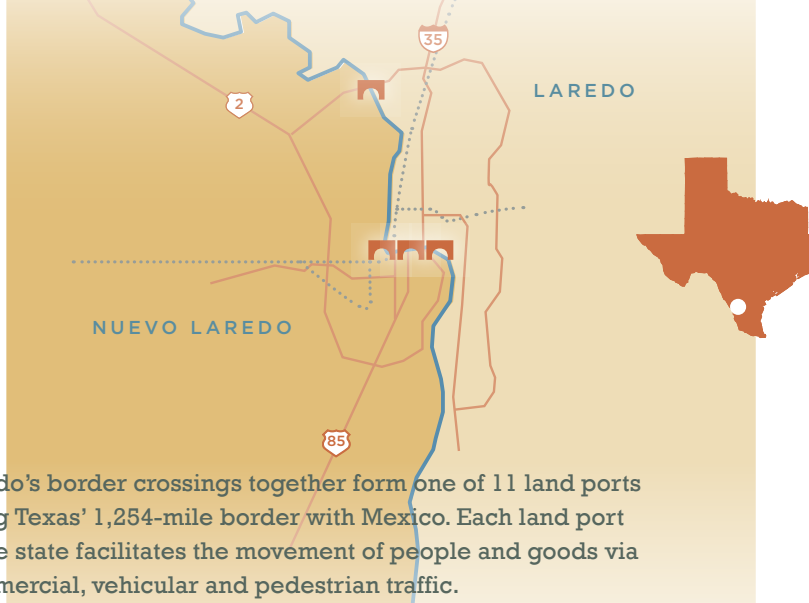 35
LAREDO
2
NUEVO LAREDO
85
do’s border crossings together form one of 11 land ports
g Texas’ 1,254-mile border with Mexico. Each land port
e state facilitates the movement of people and goods via
mercial, vehicular and pedestrian traffic.